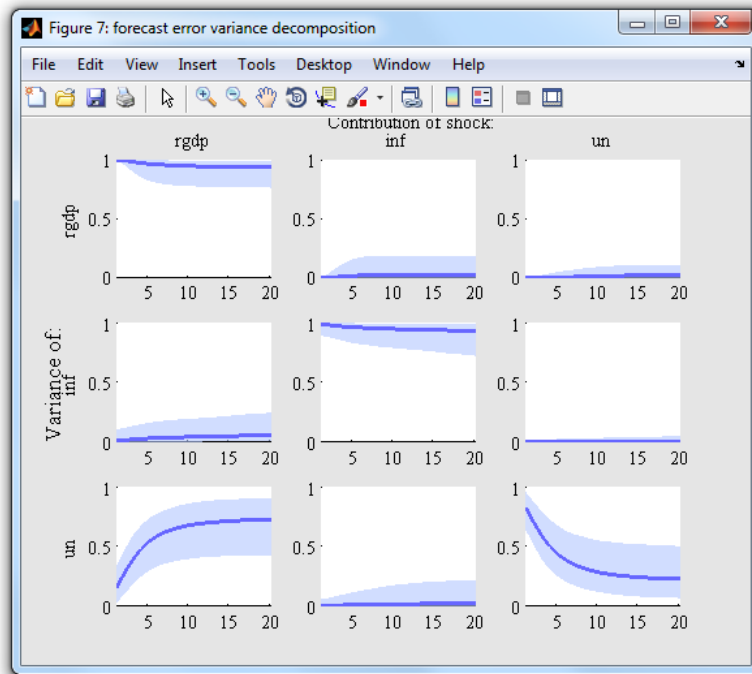 Figure 7: forecast error variance decomposition
File Edit View Insert Tools Desktop Window Help
Contribution of shock:
rgdp inf un
rgdp
1
0.5
0
5 10 15 20
1
0.5
0
5 10 15 20
1
0.5
0
5 10 15 20
Variance of:
inf
1
0.5
0
5 10 15 20
1
0.5
0
5 10 15 20
1
0.5
0
5 10 15 20
un
1
0.5
0
5 10 15 20
1
0.5
0
5 10 15 20
1
0.5
0
5 10 15 20